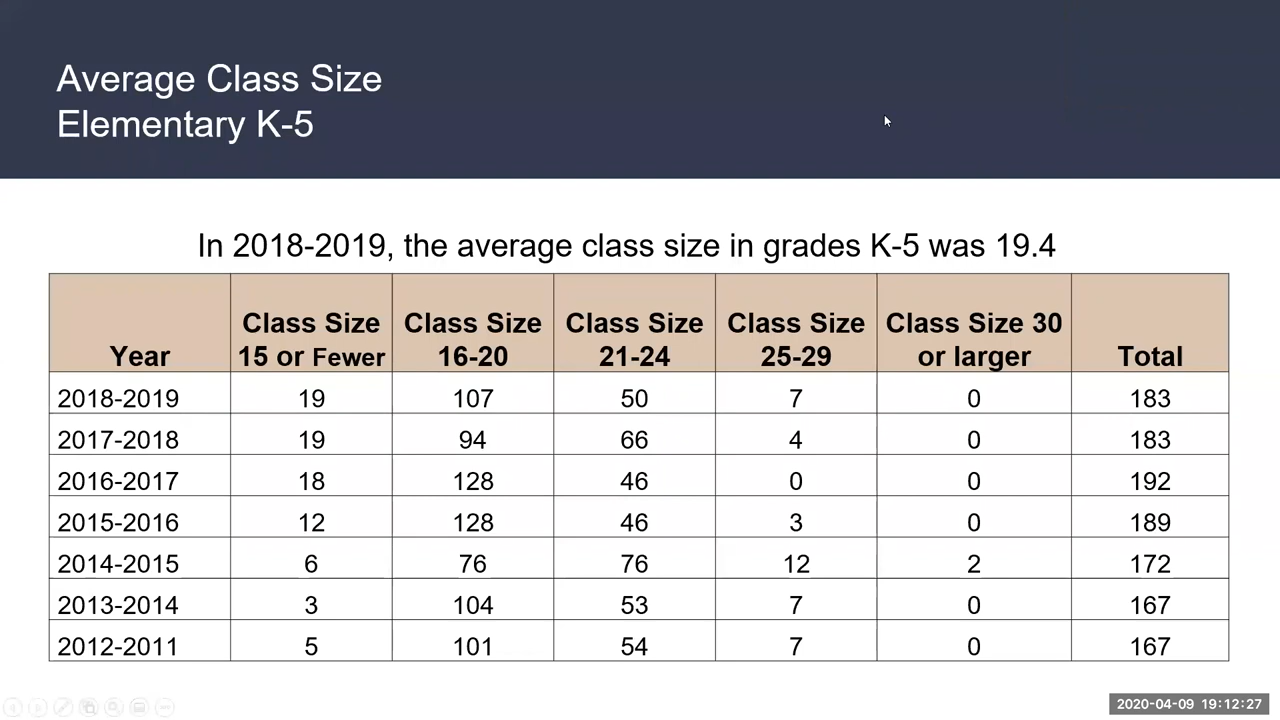 Average Class Size
Elementary K-5
In 2018-2019, the average class size in grades K-5 was 19.4
Year Class Size 15 or Fewer Class Size 16-20 Class Size 21-24 Class Size 25-29 Class Size 30 or larger Total
2018-2019 19 107 50 7 0 183
2017-2018 19 94 66 4 0 183
2016-2017 18 128 46 0 0 192
2015-2016 12 128 46 3 0 189
2014-2015 6 76 76 12 2 172
2013-2014 3 104 53 7 0 167
2012-2011 5 101 54 7 0 167
2020-04-09 19:12:27